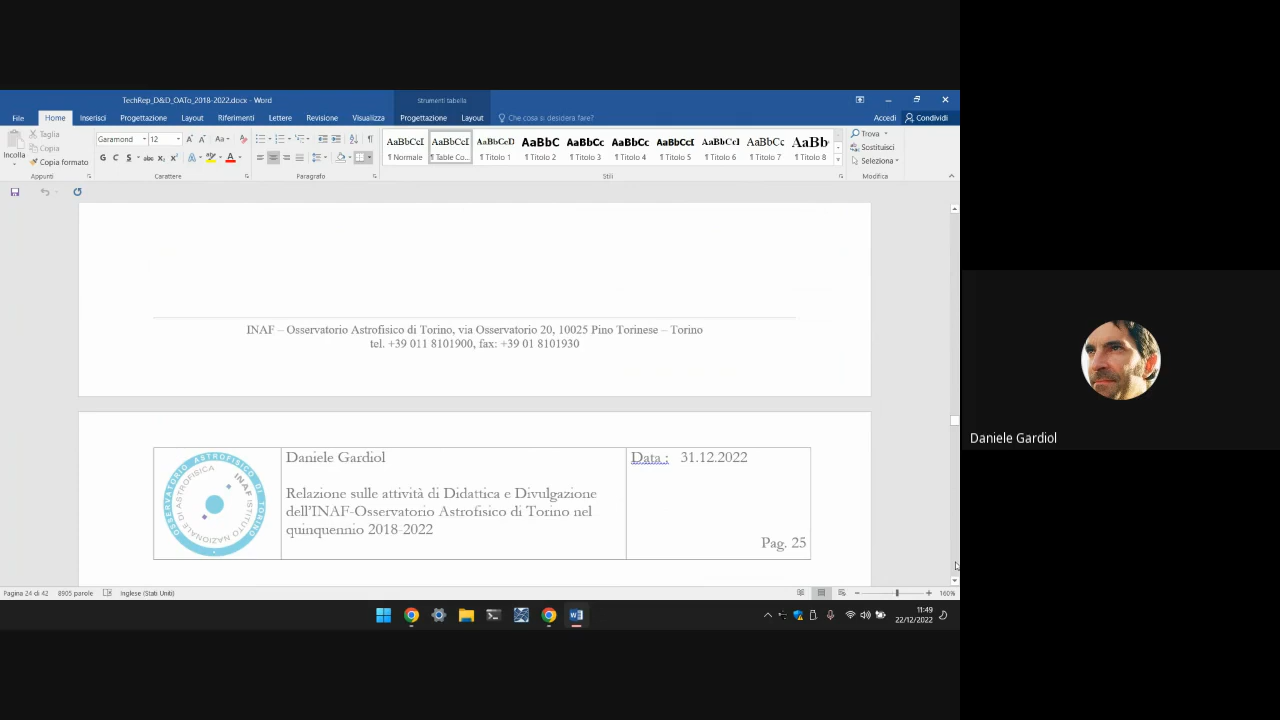 TechRep_D&D_OATo_2018-2022.docx - Word
Strumenti tabella
File Home Inserisci Progettazione Layout Riferimenti Lettere Revisione Visualizza Progettazione Layout Che cosa si desidera fare? Accedi Condividi
Incolla
Taglia
Copia
Copia formato
Garamond 12
G C S abc x₂ x² A
AaBbCcI AaBbCcI AaBbCcD AaBbC AaBbCc AaBbCc AaBbCcI AaBbCcI AaBbCc AaBb
¶ Normale ¶ Table Co... ¶ Titolo 1 ¶ Titolo 2 ¶ Titolo 3 ¶ Titolo 4 ¶ Titolo 5 ¶ Titolo 6 ¶ Titolo 7 ¶ Titolo 8
Trova
Sostituisci
Seleziona
Appunti Carattere Paragrafo Stili Modifica
INAF – Osservatorio Astrofisico di Torino, via Osservatorio 20, 10025 Pino Torinese – Torino
tel. +39 011 8101900, fax: +39 01 8101930
OSSERVATORIO ASTROFISICO DI TORINO
INAF ISTITUTO NAZIONALE DI ASTROFISICA
Daniele Gardiol
Relazione sulle attività di Didattica e Divulgazione
dell'INAF-Osservatorio Astrofisico di Torino nel
quinquennio 2018-2022
Data : 31.12.2022
Pag. 25
Pagina 24 di 42 8905 parole Inglese (Stati Uniti) 160%
11:49
22/12/2022
Daniele Gardiol